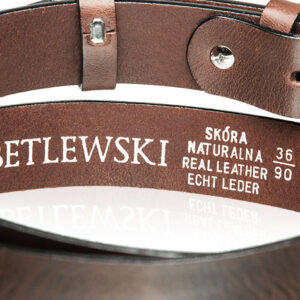 BETLEWSKI
SKÓRA
NATURALNA
REAL LEATHER
ECHT LEDER
36
90